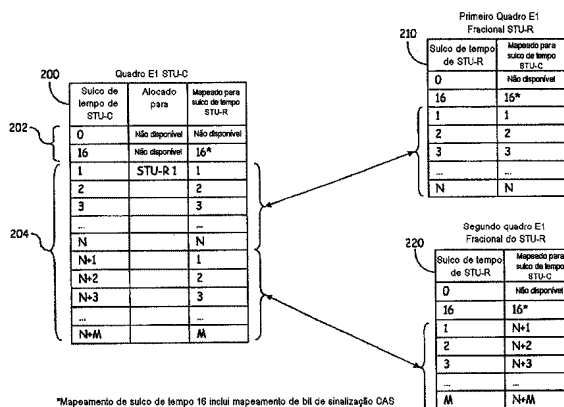 200
Quadro E1 STU-C
Sulco de tempo de STU-C | Alocado para | Mapeado para sulco de tempo STU-R
202
0 | Não disponível | Não disponível
16 | Não disponível | 16*
204
1 | STU-R 1 | 1
2 | | 2
3 | | 3
... | | ...
N | | N
N+1 | | 1
N+2 | | 2
N+3 | | 3
... | | ...
N+M | | M
Primeiro Quadro E1
Fracional STU-R
210
Sulco de tempo de STU-R | Mapeado para sulco de tempo STU-C
0 | Não disponível
16 | 16*
1 | 1
2 | 2
3 | 3
... | ...
N | N
Segundo quadro E1
Fracional do STU-R
220
Sulco de tempo de STU-R | Mapeado para sulco de tempo STU-C
0 | Não disponível
16 | 16*
1 | N+1
2 | N+2
3 | N+3
... | ...
M | N+M
*Mapeamento de sulco de tempo 16 inclui mapeamento de bit de sinalização CAS